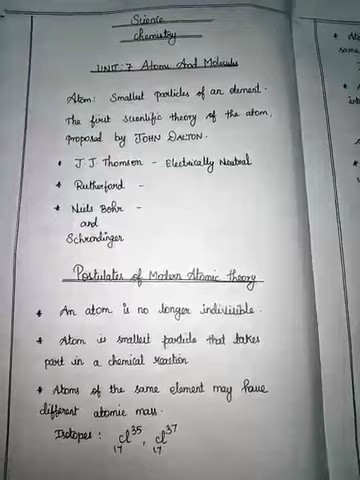 Science
Chemistry
UNIT: 7 Atoms And Molecules
Atom: Smallest particles of an element.
The first scientific theory of the atom,
proposed by JOHN DALTON.
* J. J. Thomson - Electrically Neutral
* Rutherford -
* Niels Bohr -
and
Schrondinger
Postulates of Modern Atomic theory
* An atom is no longer indivisible.
* Atom is smallest particle that takes
part in a chemical reaction
* Atoms of the same element may have
different atomic mass.
Isotopes: ₁₇Cl³⁵, ₁₇Cl³⁷
* At
same